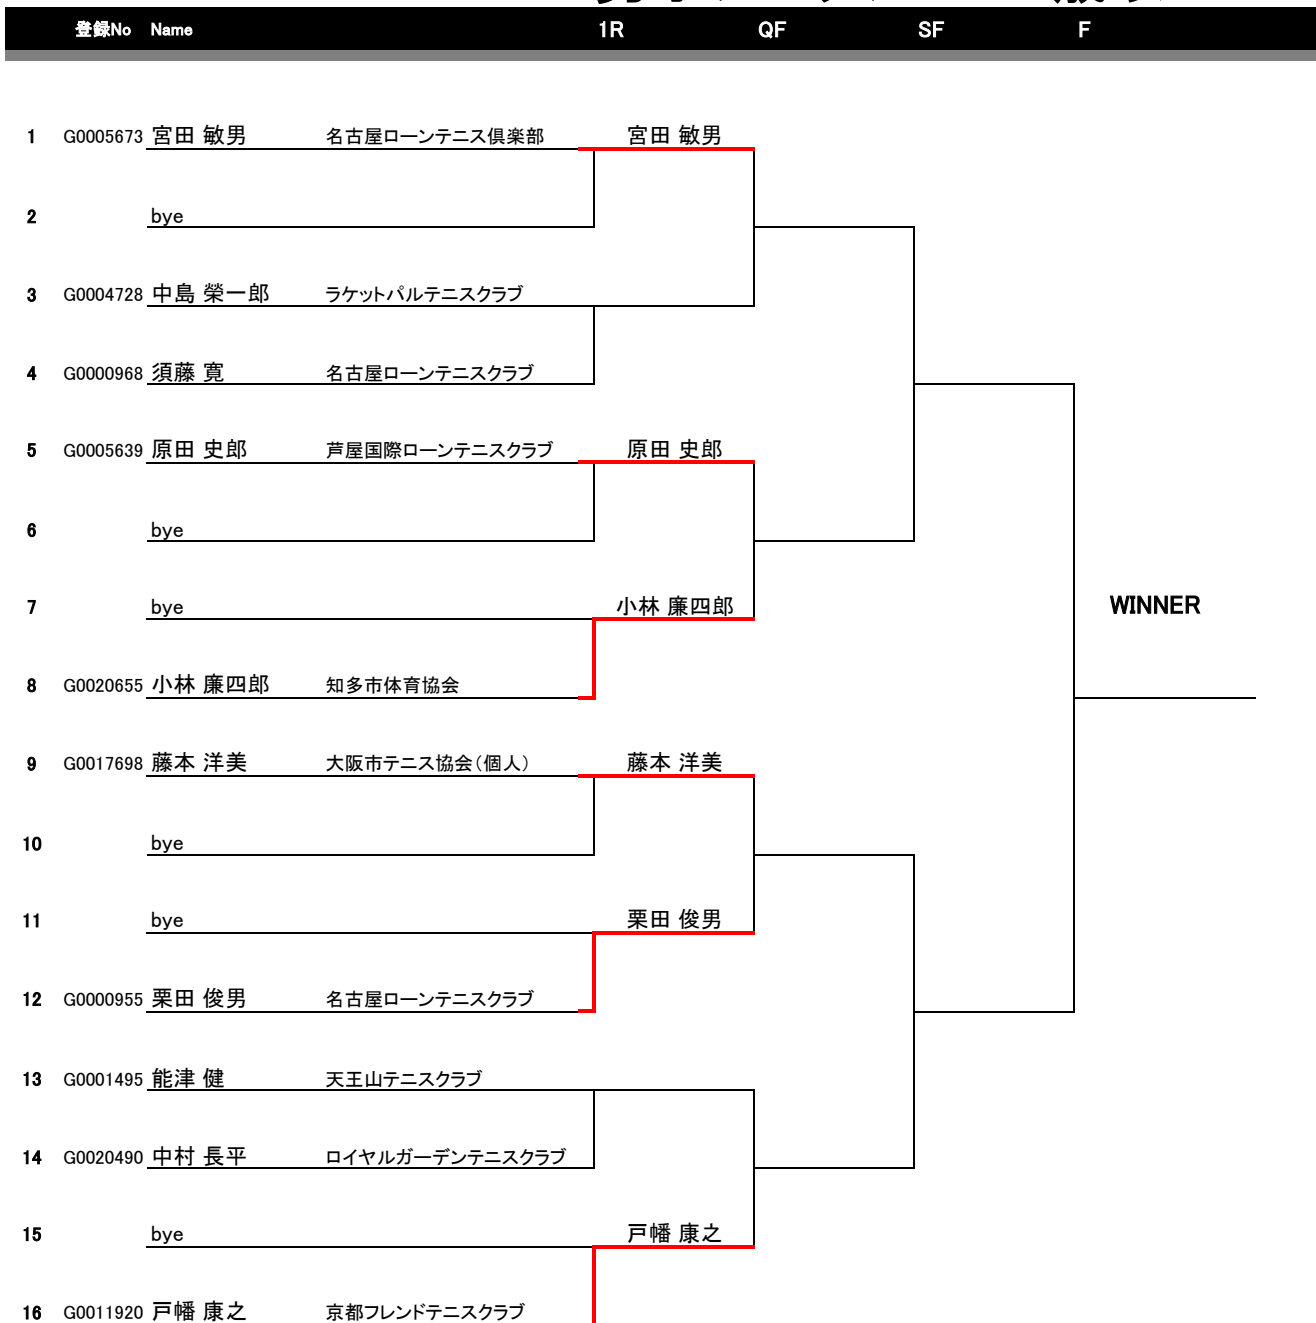 登録No Name 1R QF SF F
1 G0005673 宮田 敏男 名古屋ローンテニス倶楽部 宮田 敏男
2 bye
3 G0004728 中島 榮一郎 ラケットパルテニスクラブ
4 G0000968 須藤 寛 名古屋ローンテニスクラブ
5 G0005639 原田 史郎 芦屋国際ローンテニスクラブ 原田 史郎
6 bye
7 bye 小林 廉四郎 WINNER
8 G0020655 小林 廉四郎 知多市体育協会
9 G0017698 藤本 洋美 大阪市テニス協会(個人) 藤本 洋美
10 bye
11 bye 栗田 俊男
12 G0000955 栗田 俊男 名古屋ローンテニスクラブ
13 G0001495 能津 健 天王山テニスクラブ
14 G0020490 中村 長平 ロイヤルガーデンテニスクラブ
15 bye 戸幡 康之
16 G0011920 戸幡 康之 京都フレンドテニスクラブ